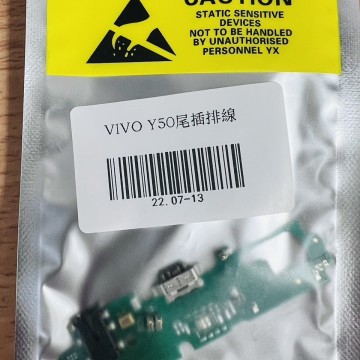 CAUTION
STATIC SENSITIVE
DEVICES
NOT TO BE HANDLED
BY UNAUTHORISED
PERSONNEL YX
VIVO Y50尾插排線
22.07-13